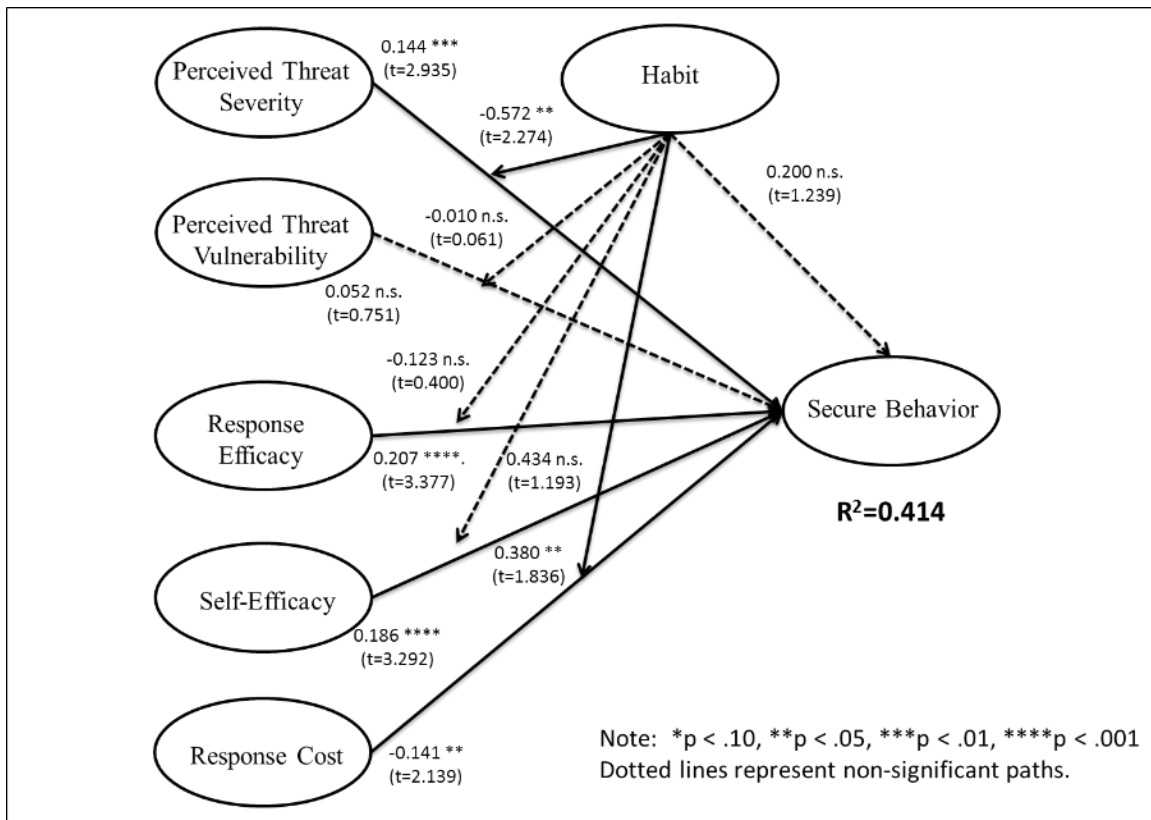 0.144 ***
(t=2.935)
Perceived Threat
Severity
Habit
-0.572 **
(t=2.274)
0.200 n.s.
(t=1.239)
Perceived Threat
Vulnerability
-0.010 n.s.
(t=0.061)
0.052 n.s.
(t=0.751)
-0.123 n.s.
(t=0.400)
Secure Behavior
R²=0.414
Response
Efficacy
0.207 ****.
(t=3.377)
0.434 n.s.
(t=1.193)
0.380 **
(t=1.836)
Self-Efficacy
0.186 ****
(t=3.292)
Response Cost
-0.141 **
(t=2.139)
Note: *p < .10, **p < .05, ***p < .01, ****p < .001
Dotted lines represent non-significant paths.